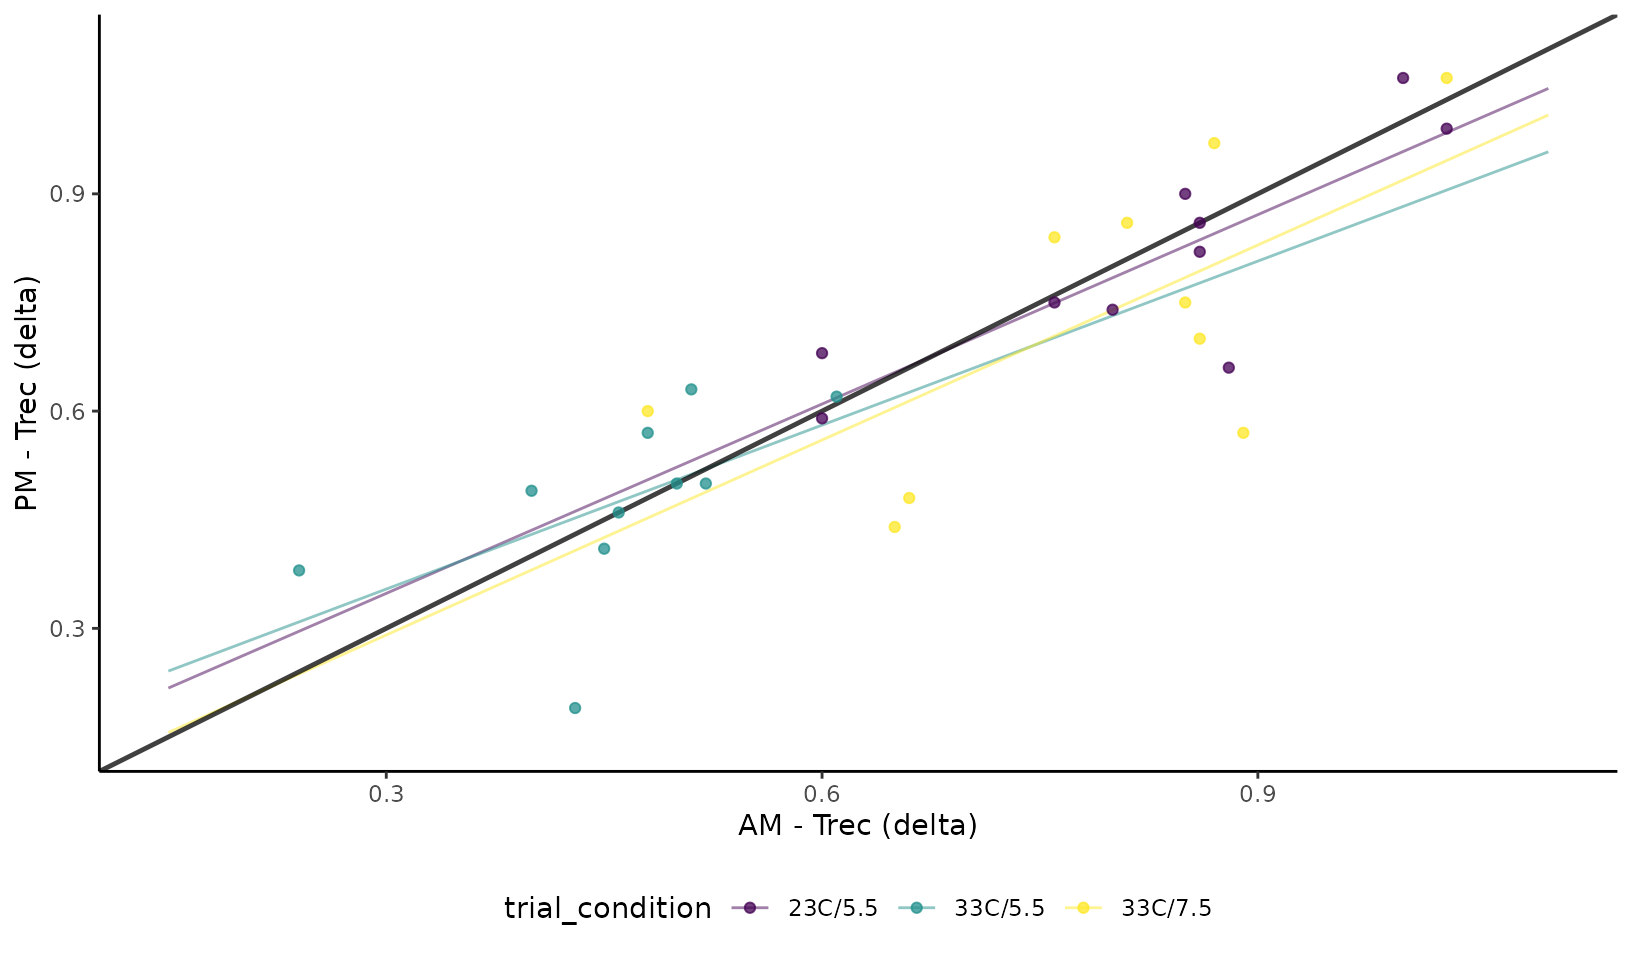 PM - Trec (delta)
0.9
0.6
0.3
0.3 0.6 0.9
AM - Trec (delta)
trial_condition 23C/5.5 33C/5.5 33C/7.5